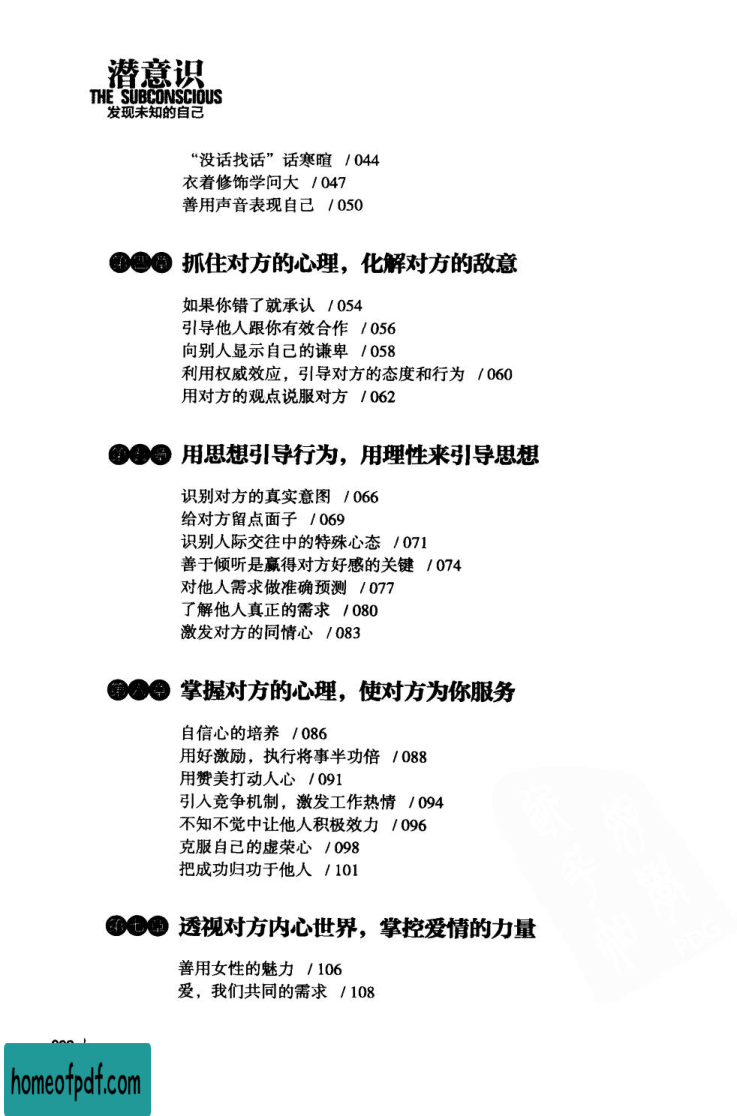 潜意识
THE SUBCONSCIOUS
发现未知的自己
“没话找话”话寒暄 / 044
衣着修饰学问大 / 047
善用声音表现自己 / 050
第四章 抓住对方的心理，化解对方的敌意
如果你错了就承认 / 054
引导他人跟你有效合作 / 056
向别人显示自己的谦卑 / 058
利用权威效应，引导对方的态度和行为 / 060
用对方的观点说服对方 / 062
第五章 用思想引导行为，用理性来引导思想
识别对方的真实意图 / 066
给对方留点面子 / 069
识别人际交往中的特殊心态 / 071
善于倾听是赢得对方好感的关键 / 074
对他人需求做准确预测 / 077
了解他人真正的需求 / 080
激发对方的同情心 / 083
第六章 掌握对方的心理，使对方为你服务
自信心的培养 / 086
用好激励，执行将事半功倍 / 088
用赞美打动人心 / 091
引入竞争机制，激发工作热情 / 094
不知不觉中让他人积极效力 / 096
克服自己的虚荣心 / 098
把成功归功于他人 / 101
第七章 透视对方内心世界，掌控爱情的力量
善用女性的魅力 / 106
爱，我们共同的需求 / 108
homeofpdf.com